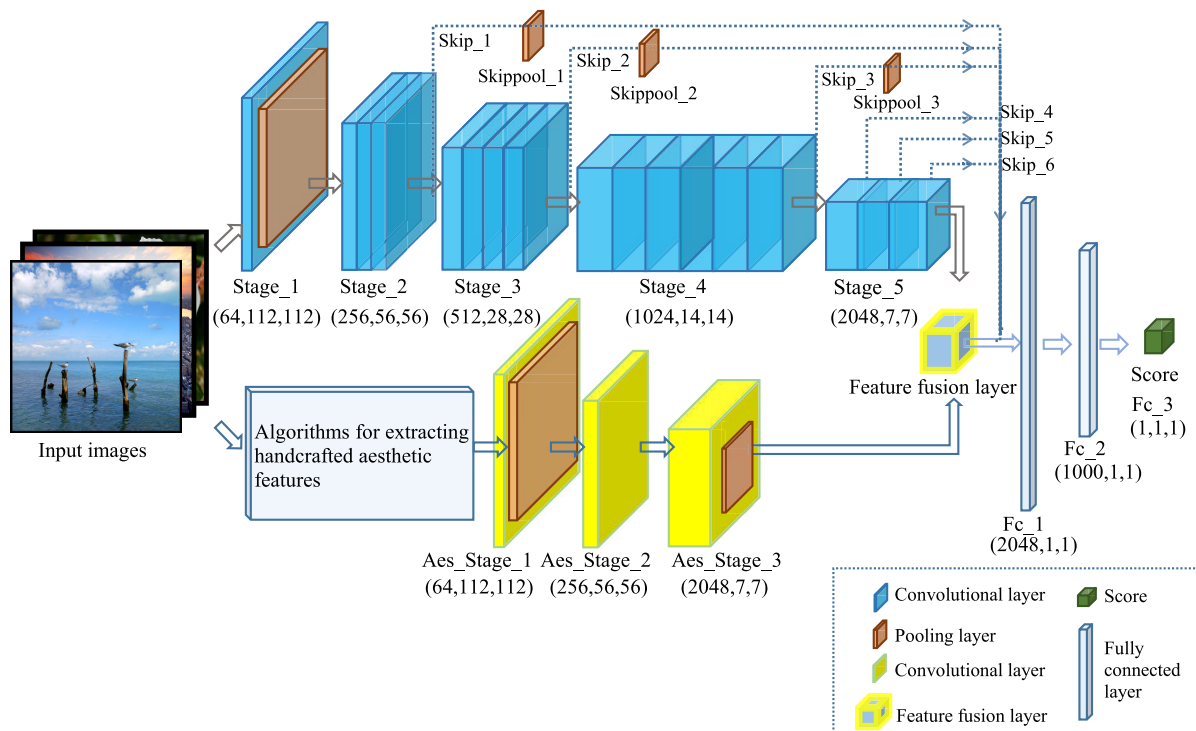 Skip_1
Skippool_1
Skip_2
Skippool_2
Skip_3
Skippool_3
Skip_4
Skip_5
Skip_6
Stage_1
(64,112,112)
Stage_2
(256,56,56)
Stage_3
(512,28,28)
Stage_4
(1024,14,14)
Stage_5
(2048,7,7)
Input images
Algorithms for extracting
handcrafted aesthetic
features
Aes_Stage_1
(64,112,112)
Aes_Stage_2
(256,56,56)
Aes_Stage_3
(2048,7,7)
Feature fusion layer
Fc_1
(2048,1,1)
Fc_2
(1000,1,1)
Score
Fc_3
(1,1,1)
Convolutional layer
Pooling layer
Convolutional layer
Feature fusion layer
Score
Fully
connected
layer